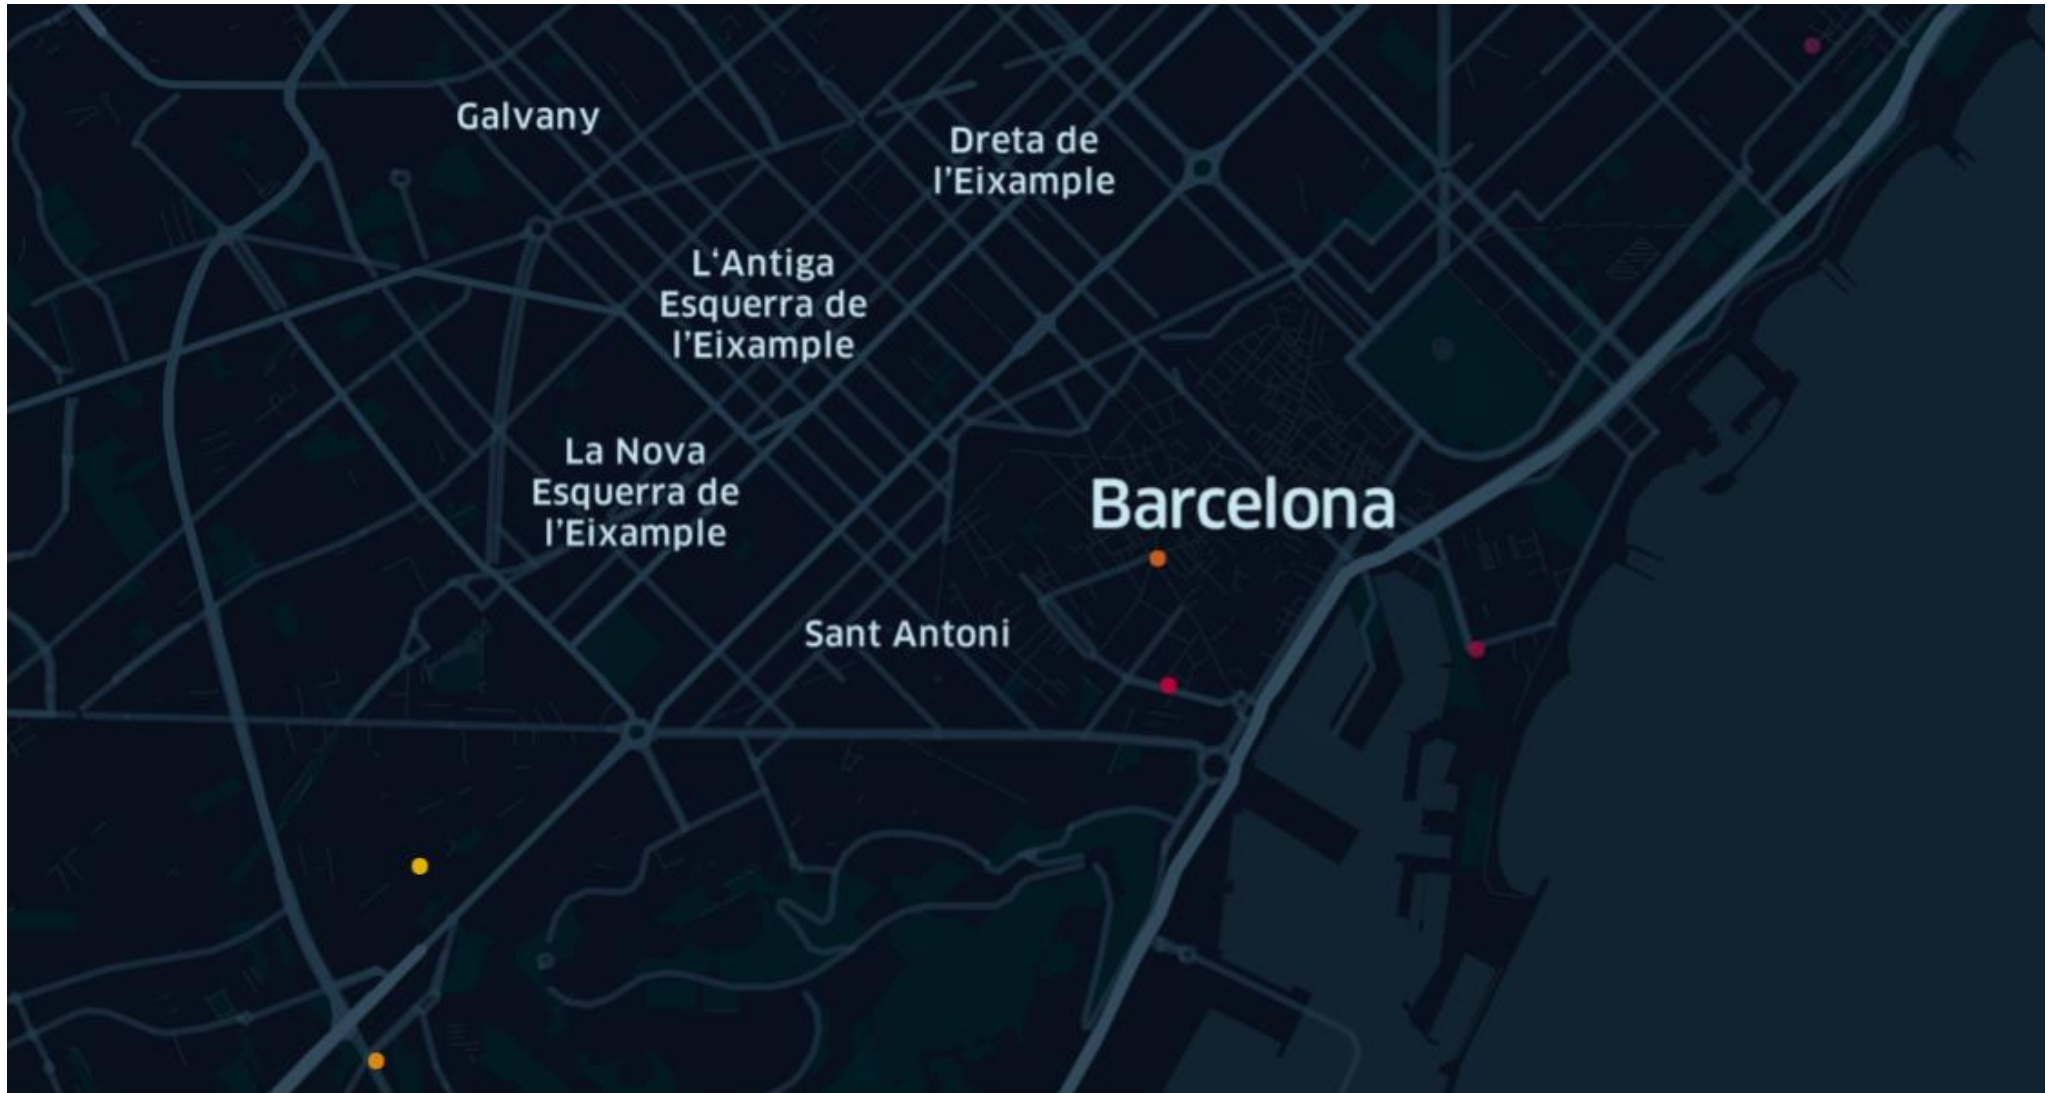 Galvany
Dreta de
l’Eixample
L‘Antiga
Esquerra de
l’Eixample
La Nova
Esquerra de
l’Eixample
Barcelona
Sant Antoni